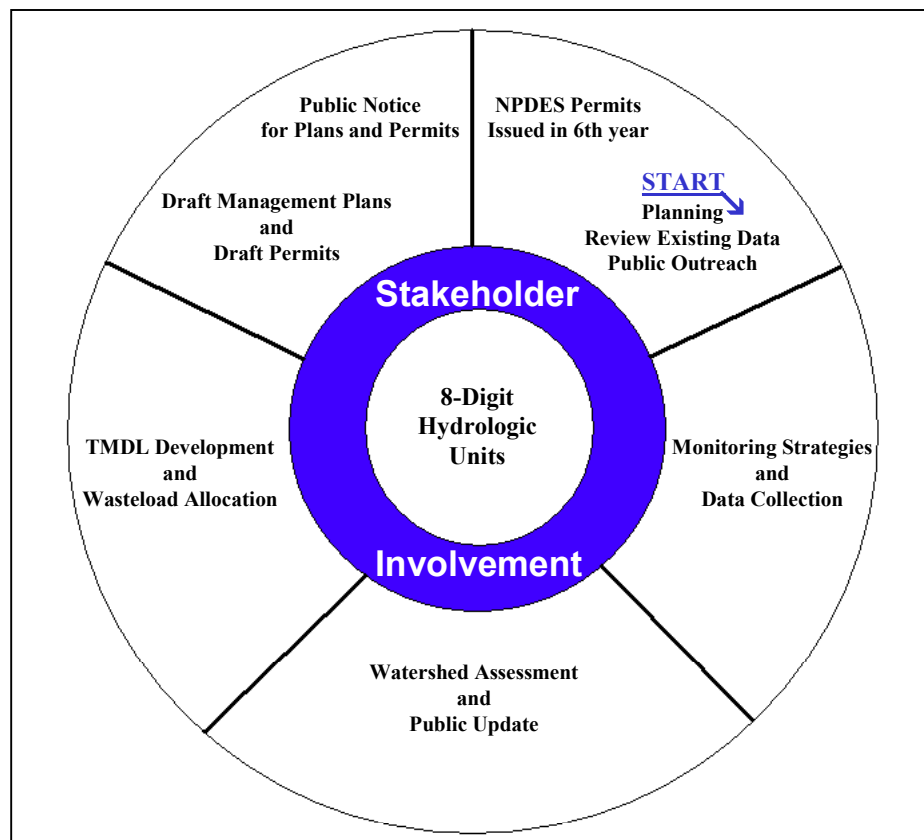 Public Notice
for Plans and Permits
Draft Management Plans
and
Draft Permits
NPDES Permits
Issued in 6th year
START
Planning
Review Existing Data
Public Outreach
Stakeholder
8-Digit
Hydrologic
Units
Involvement
TMDL Development
and
Wasteload Allocation
Monitoring Strategies
and
Data Collection
Watershed Assessment
and
Public Update